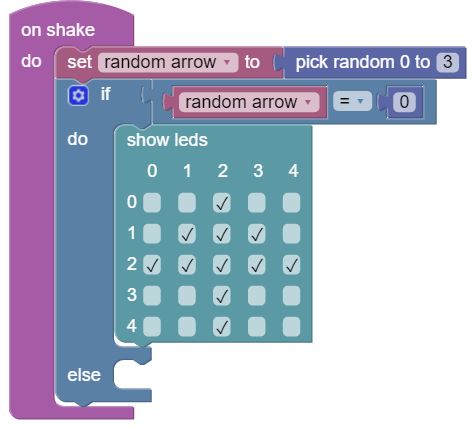 on shake
do set random arrow to pick random 0 to 3
if random arrow = 0
do show leds
0 1 2 3 4
0
1
2
3
4
else